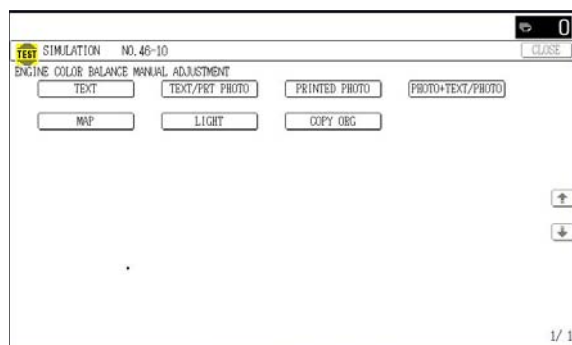 0
TEST SIMULATION NO. 46-10 CLOSE
ENGINE COLOR BALANCE MANUAL ADJUSTMENT
TEXT TEXT/PRT PHOTO PRINTED PHOTO PHOTO+TEXT/PHOTO
MAP LIGHT COPY ORG
1/ 1